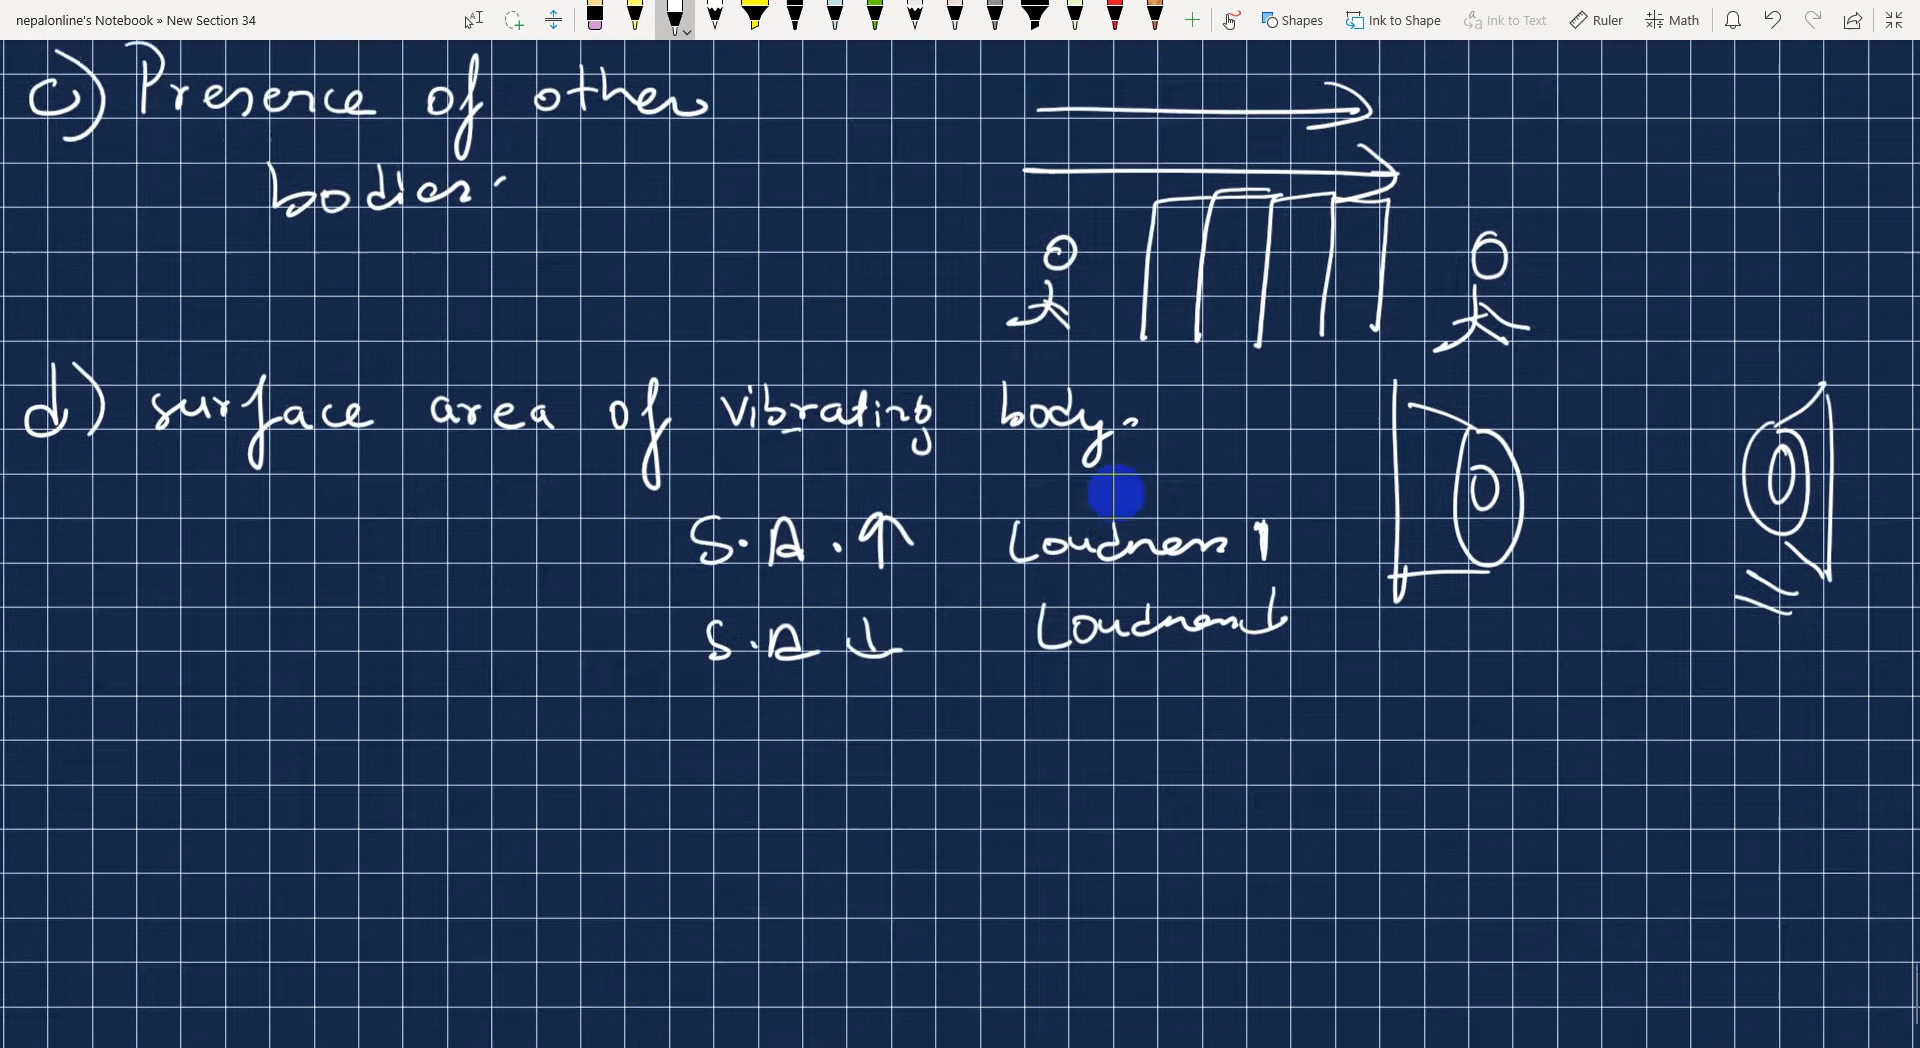 nepalonline's Notebook » New Section 34
Shapes
Ink to Shape
Ink to Text
Ruler
Math
c) Presence of other
bodies.
d) surface area of vibrating body.
S.A. ↑ Loudness ↑
S.A ↓ Loudness ↓